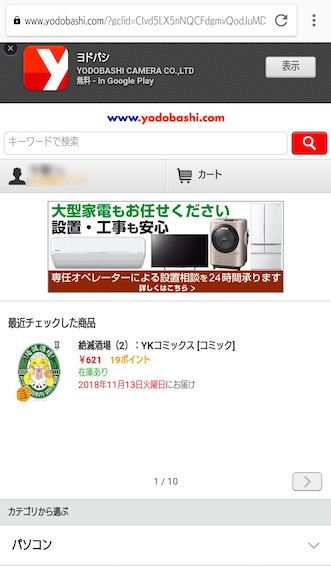 www.yodobashi.com/?gclid=CIvd5LX5nNQCFdgmvQodJuMD
ヨドバシ
YODOBASHI CAMERA CO.,LTD
無料 - In Google Play
表示
www.yodobashi.com
キーワードで検索
カート
大型家電もお任せください
設置・工事も安心
専任オペレーターによる設置相談を24時間承ります
詳しくはこちら >
最近チェックした商品
絶滅酒場（2）：YKコミックス [コミック]
￥621 19ポイント
在庫あり
2018年11月13日火曜日にお届け
1 / 10
カテゴリから選ぶ
パソコン